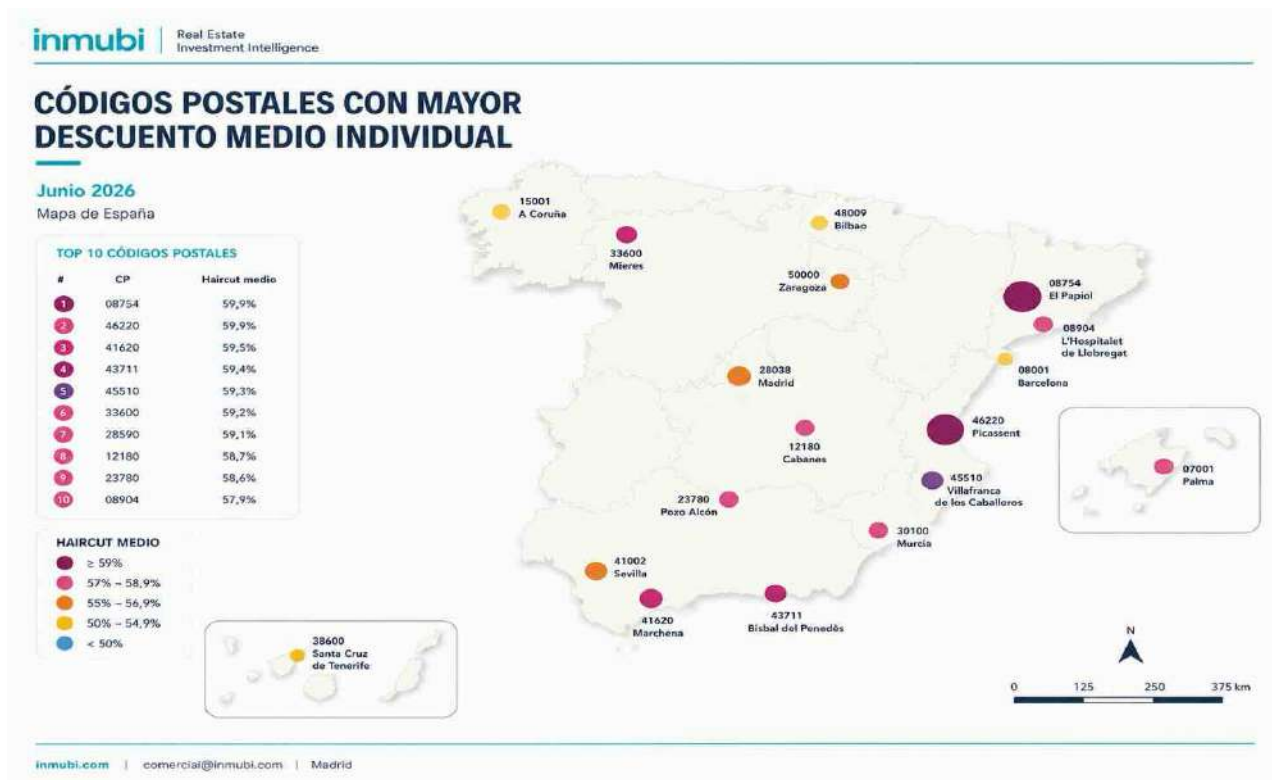 inmubi
Real Estate
Investment Intelligence
CÓDIGOS POSTALES CON MAYOR
DESCUENTO MEDIO INDIVIDUAL
Junio 2026
Mapa de España
TOP 10 CÓDIGOS POSTALES
# CP Haircut medio
1 08754 59,9%
2 46220 59,9%
3 41620 59,5%
4 43711 59,4%
5 45510 59,3%
6 33600 59,2%
7 28590 59,1%
8 12180 58,7%
9 23780 58,6%
10 08904 57,9%
HAIRCUT MEDIO
≥ 59%
57% – 58,9%
55% – 56,9%
50% – 54,9%
< 50%
15001
A Coruña
33600
Mieres
48009
Bilbao
50000
Zaragoza
08754
El Papiol
08904
L'Hospitalet
de Llobregat
08001
Barcelona
28038
Madrid
12180
Cabanes
46220
Picassent
45510
Villafranca
de los Caballeros
23780
Pozo Alcón
30100
Murcia
41002
Sevilla
41620
Marchena
43711
Bisbal del Penedès
07001
Palma
38600
Santa Cruz
de Tenerife
N
0 125 250 375 km
inmubi.com | comercial@inmubi.com | Madrid